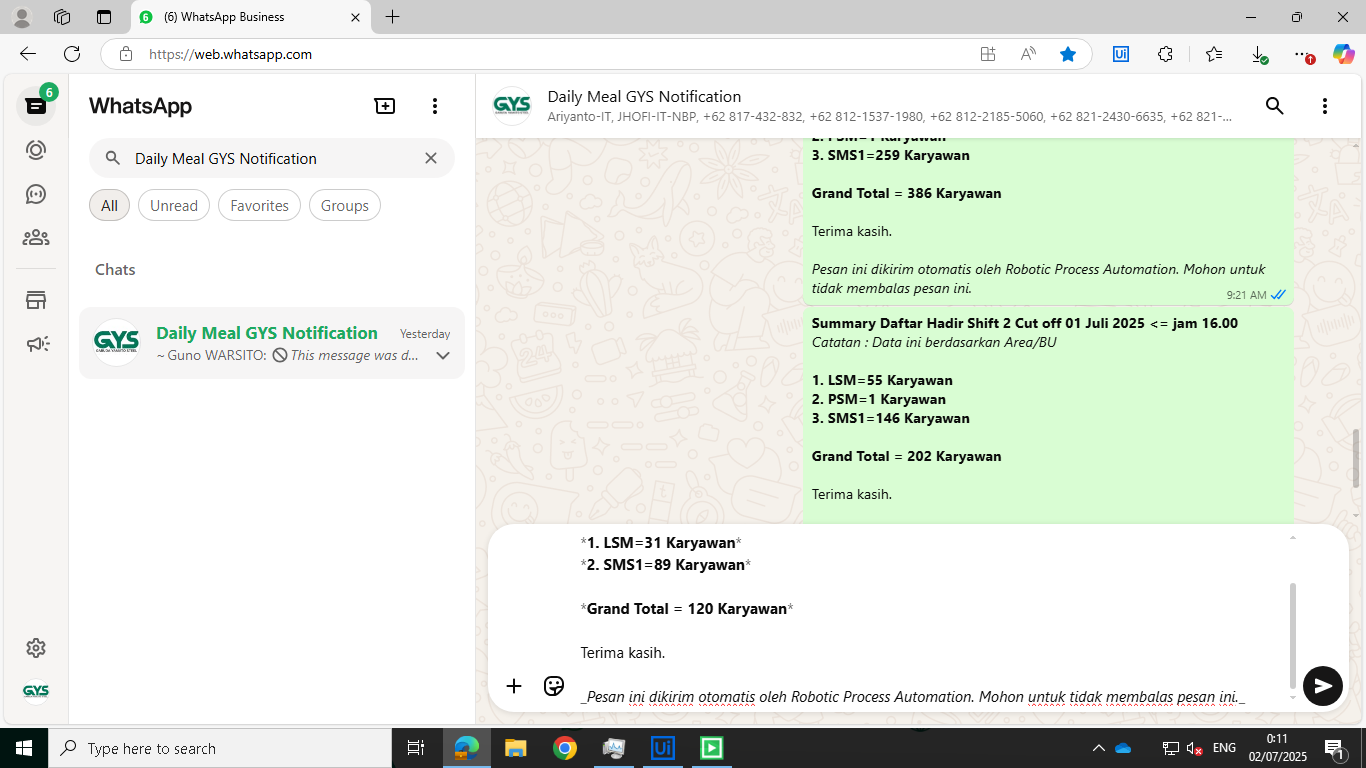 (6) WhatsApp Business
https://web.whatsapp.com
6
WhatsApp
Daily Meal GYS Notification
All
Unread
Favorites
Groups
Chats
GYS
Daily Meal GYS Notification
Yesterday
~ Guno WARSITO: This message was d...
GYS
GYS
Daily Meal GYS Notification
Ariyanto-IT, JHOFI-IT-NBP, +62 817-432-832, +62 812-1537-1980, +62 812-2185-5060, +62 821-2430-6635, +62 821-...
2. PSM=1 Karyawan
3. SMS1=259 Karyawan
Grand Total = 386 Karyawan
Terima kasih.
Pesan ini dikirim otomatis oleh Robotic Process Automation. Mohon untuk
tidak membalas pesan ini.
9:21 AM
Summary Daftar Hadir Shift 2 Cut off 01 Juli 2025 <= jam 16.00
Catatan : Data ini berdasarkan Area/BU
1. LSM=55 Karyawan
2. PSM=1 Karyawan
3. SMS1=146 Karyawan
Grand Total = 202 Karyawan
Terima kasih.
*1. LSM=31 Karyawan*
*2. SMS1=89 Karyawan*
*Grand Total = 120 Karyawan*
Terima kasih.
_Pesan ini dikirim otomatis oleh Robotic Process Automation. Mohon untuk tidak membalas pesan ini._
Type here to search
Ui
ENG
0:11
02/07/2025
1